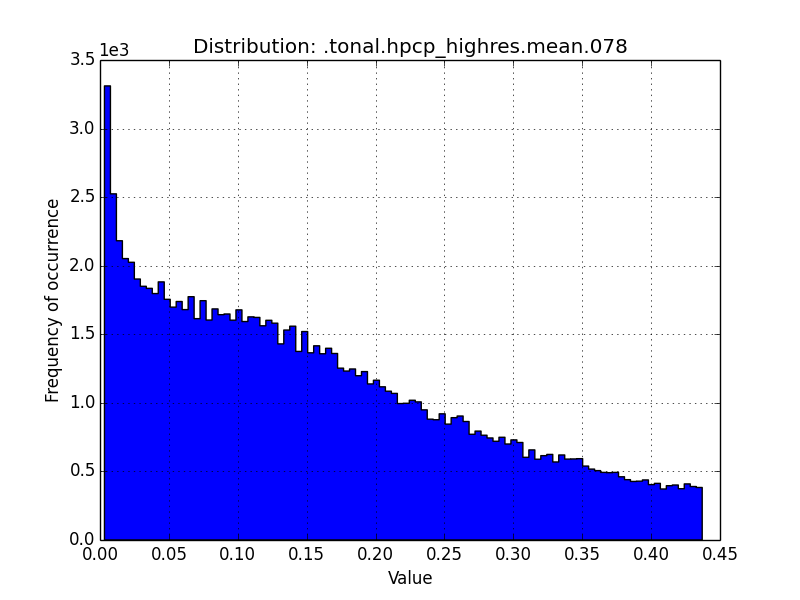 Distribution: .tonal.hpcp_highres.mean.078
1e3
3.5
3.0
2.5
2.0
1.5
1.0
0.5
0.0
Frequency of occurrence
0.00 0.05 0.10 0.15 0.20 0.25 0.30 0.35 0.40 0.45
Value